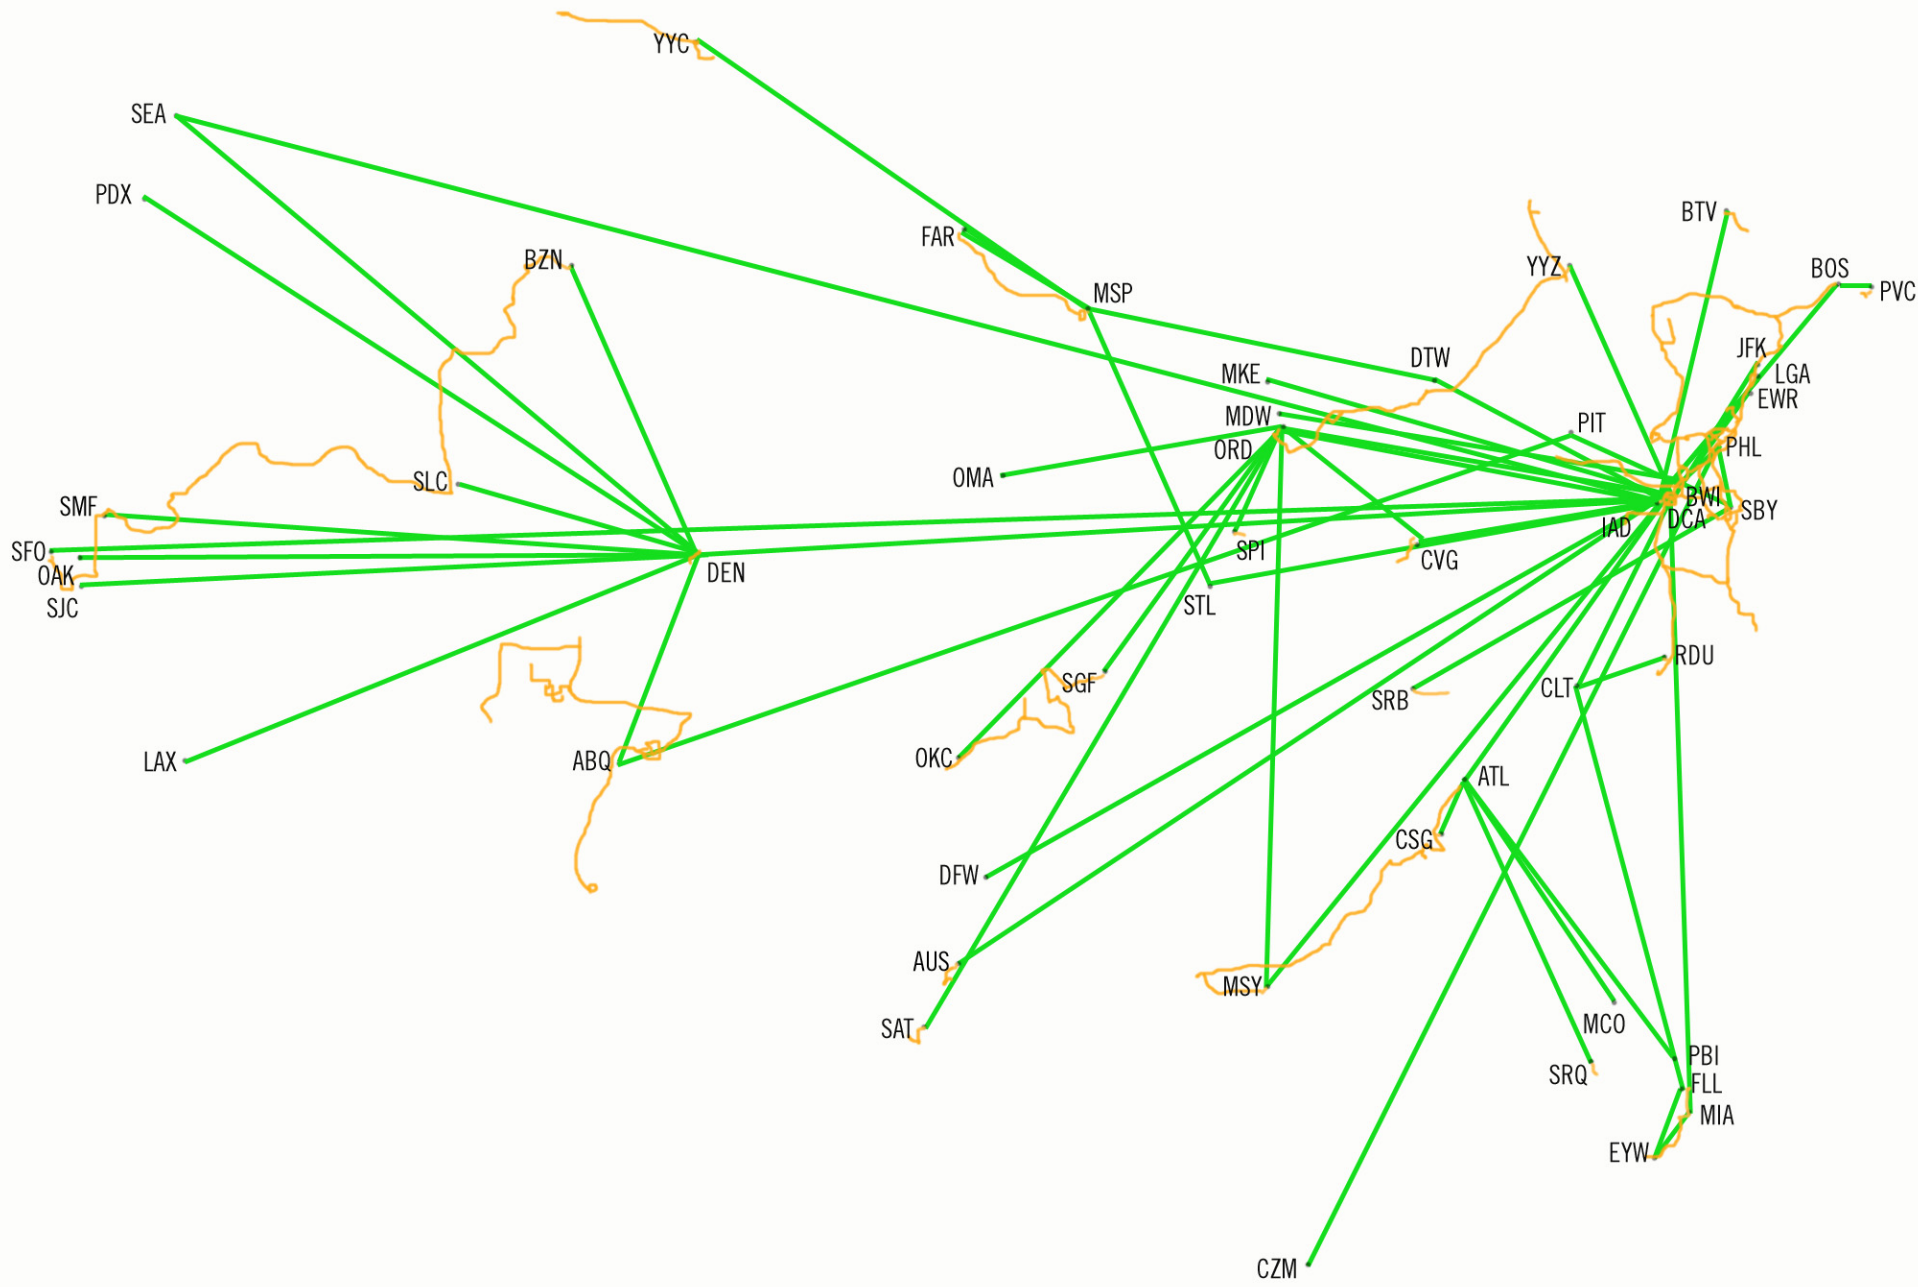 YYC
SEA
PDX
BTV
FAR
BZN
YYZ
BOS
PVC
MSP
JFK
DTW
MKE
LGA
EWR
MDW
PIT
ORD
PHL
OMA
SLC
BWI
SMF
SBY
DCA
IAD
SFO
SPI
CVG
OAK
DEN
SJC
STL
RDU
SGF
CLT
SRB
LAX
ABQ
OKC
ATL
CSG
DFW
AUS
MSY
MCO
SAT
PBI
SRQ
FLL
MIA
EYW
CZM